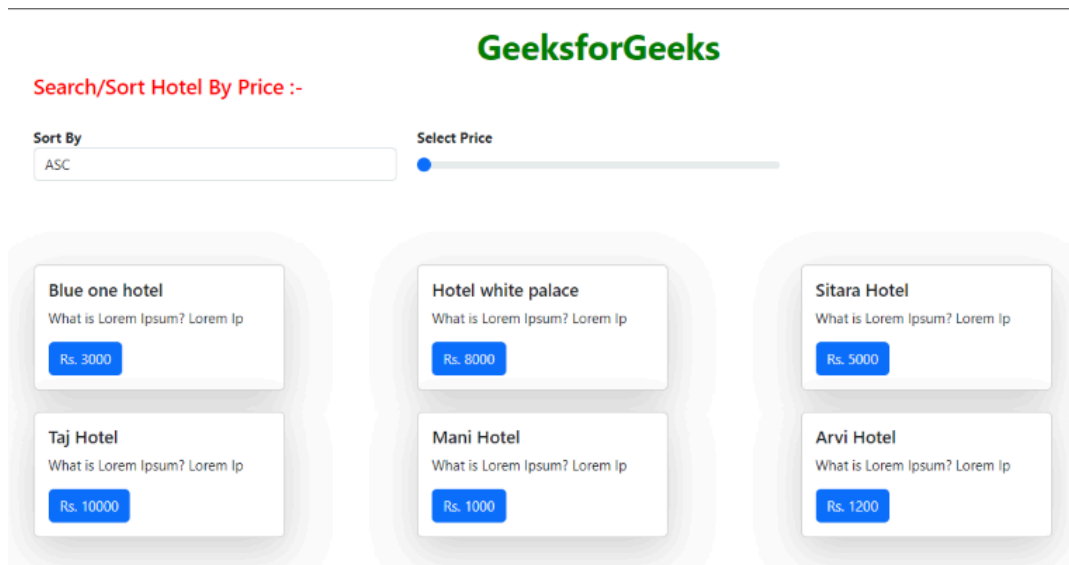 GeeksforGeeks
Search/Sort Hotel By Price :-
Sort By
Select Price
ASC
Blue one hotel
What is Lorem Ipsum? Lorem Ip
Rs. 3000
Hotel white palace
What is Lorem Ipsum? Lorem Ip
Rs. 8000
Sitara Hotel
What is Lorem Ipsum? Lorem Ip
Rs. 5000
Taj Hotel
What is Lorem Ipsum? Lorem Ip
Rs. 10000
Mani Hotel
What is Lorem Ipsum? Lorem Ip
Rs. 1000
Arvi Hotel
What is Lorem Ipsum? Lorem Ip
Rs. 1200